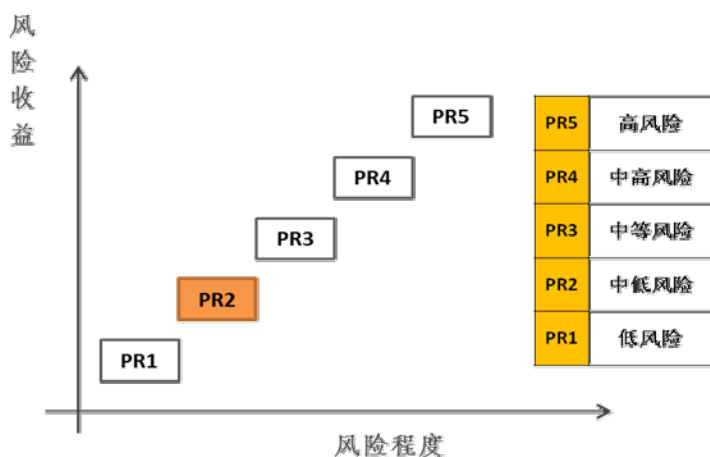 风险收益
PR5
PR4
PR3
PR2
PR1
风险程度
PR5 高风险
PR4 中高风险
PR3 中等风险
PR2 中低风险
PR1 低风险